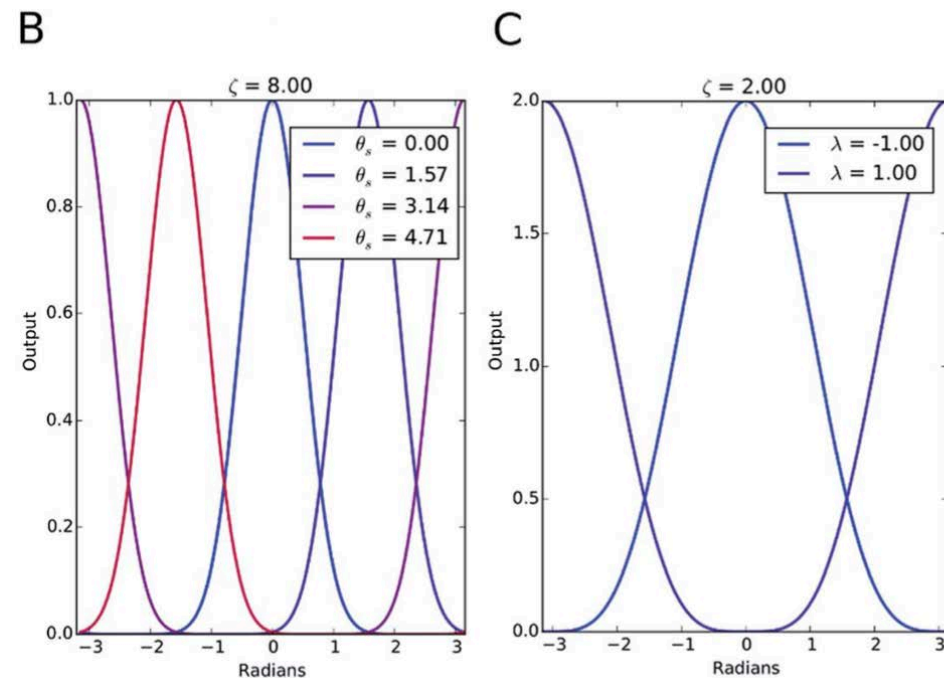 B
ζ = 8.00
1.0
0.8
0.6
0.4
0.2
0.0
Output
θs = 0.00
θs = 1.57
θs = 3.14
θs = 4.71
−3 −2 −1 0 1 2 3
Radians
C
ζ = 2.00
2.0
1.5
1.0
0.5
0.0
Output
λ = -1.00
λ = 1.00
−3 −2 −1 0 1 2 3
Radians